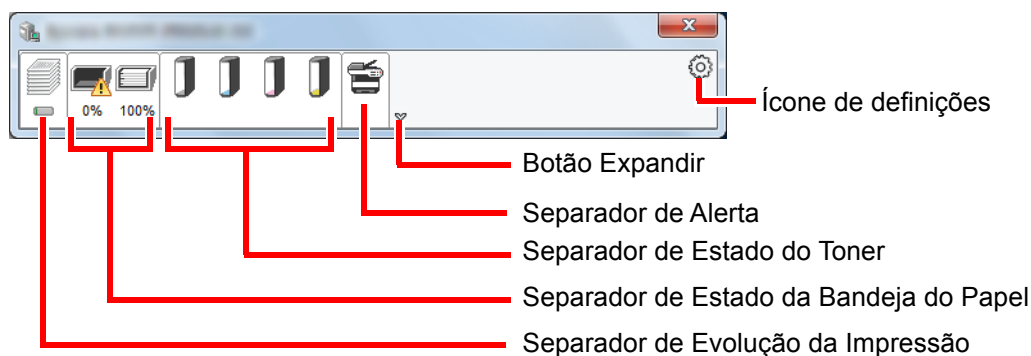 0% 100%
Ícone de definições
Botão Expandir
Separador de Alerta
Separador de Estado do Toner
Separador de Estado da Bandeja do Papel
Separador de Evolução da Impressão